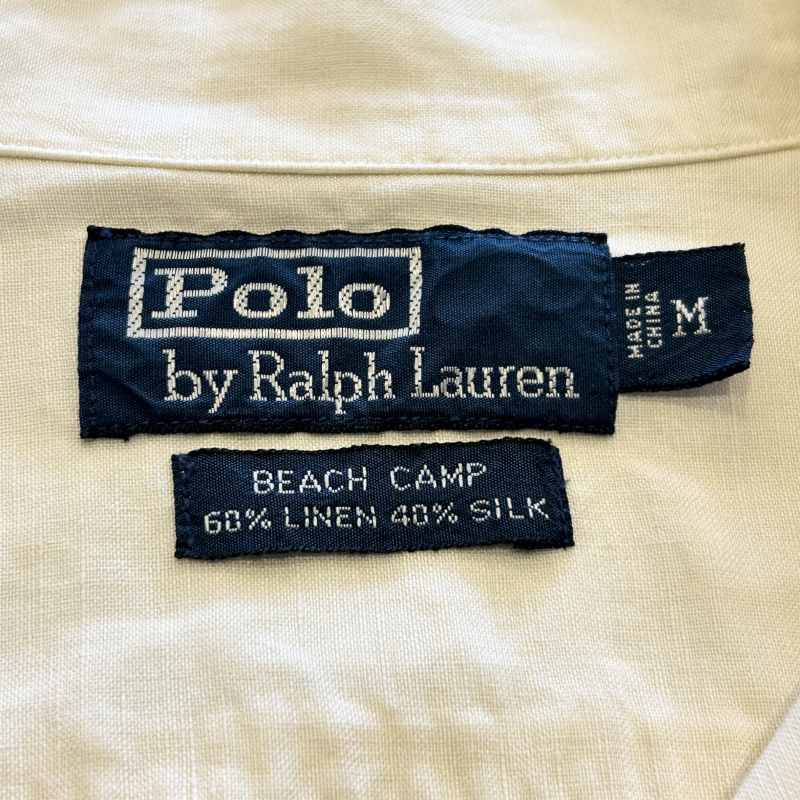 Polo
by Ralph Lauren
MADE IN
CHINA
M
BEACH CAMP
60% LINEN 40% SILK